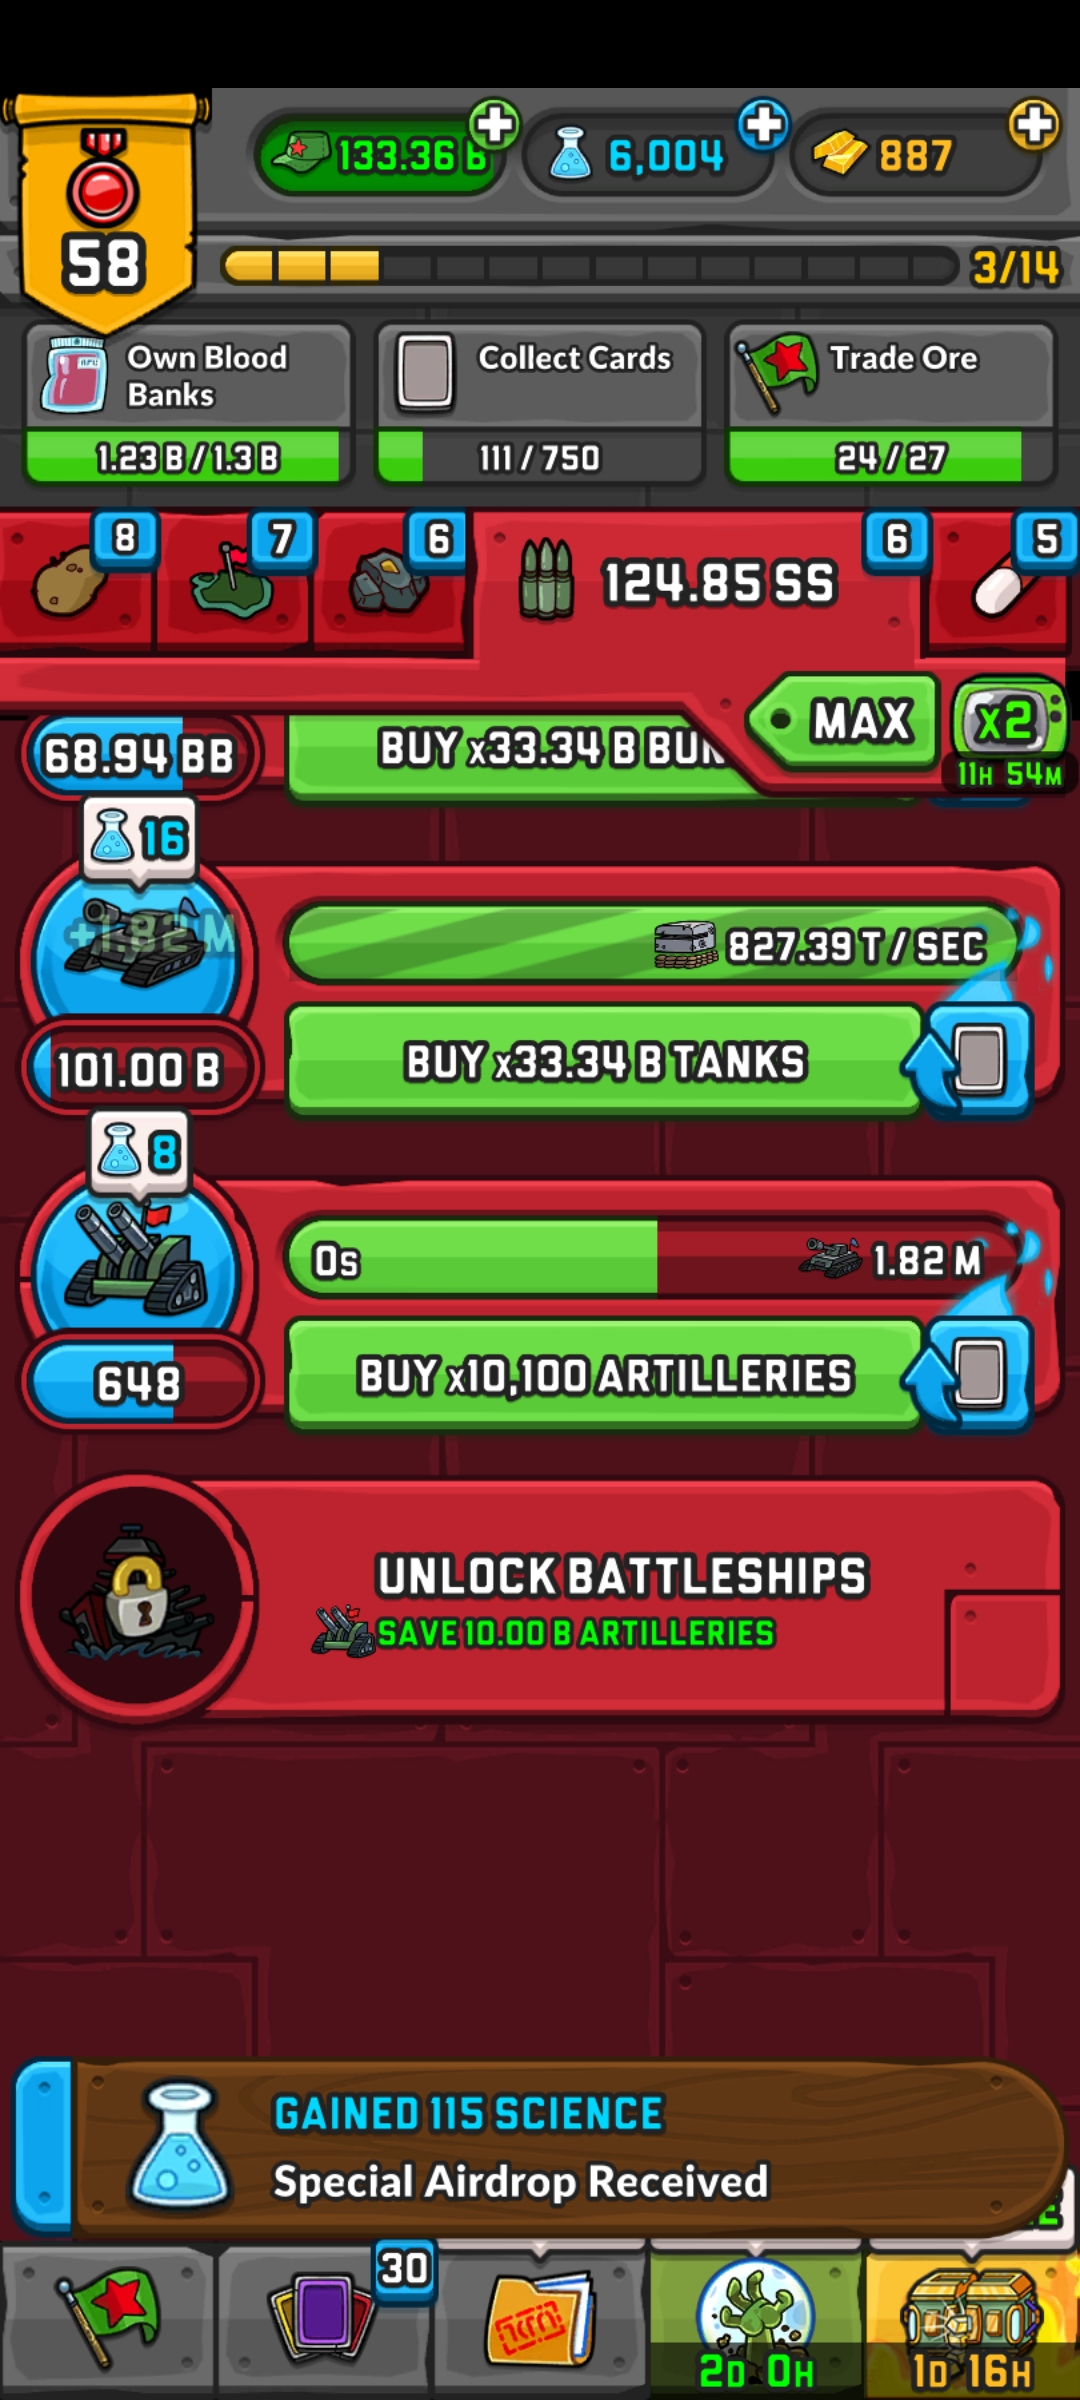 58
133.36 B
6,004
887
3/14
Own Blood
Banks
1.23 B / 1.3 B
Collect Cards
111 / 750
Trade Ore
24 / 27
8
7
6
124.85 SS
6
5
MAX
x2
11H 54M
68.94 BB
BUY x33.34 B
16
+1.82 M
827.39 T / SEC
101.00 B
BUY x33.34 B TANKS
8
0s
1.82 M
648
BUY x10,100 ARTILLERIES
UNLOCK BATTLESHIPS
SAVE 10.00 B ARTILLERIES
GAINED 115 SCIENCE
Special Airdrop Received
30
2D 0H
1D 16H